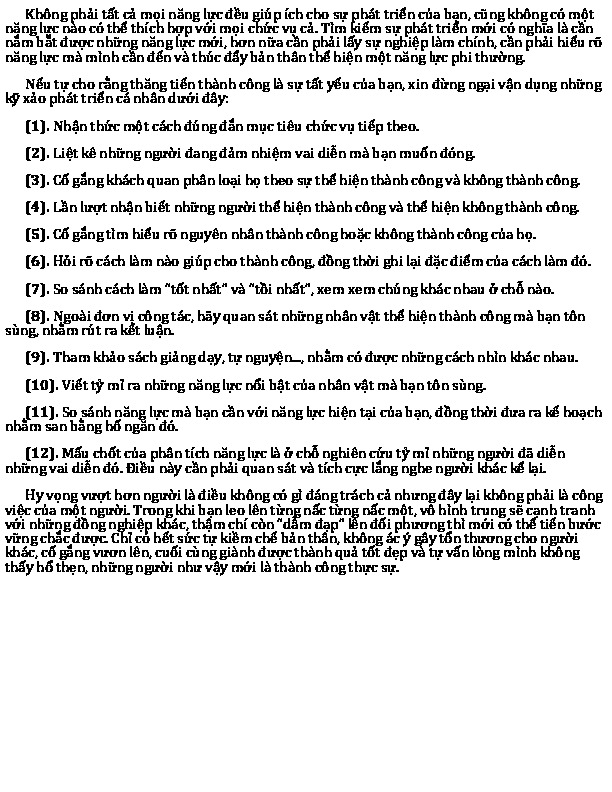 Không phải tất cả mọi năng lực đều giúp ích cho sự phát triển của bạn, cũng không có một
năng lực nào có thể thích hợp với mọi chức vụ cả. Tìm kiếm sự phát triển mới có nghĩa là cần
nắm bắt được những năng lực mới, hơn nữa cần phải lấy sự nghiệp làm chính, cần phải hiểu rõ
năng lực mà mình cần đến và thúc đẩy bản thân thể hiện một năng lực phi thường.
Nếu tự cho rằng thăng tiến thành công là sự tất yếu của bạn, xin đừng ngại vận dụng những
kỹ xảo phát triển cá nhân dưới đây:
(1). Nhận thức một cách đúng đắn mục tiêu chức vụ tiếp theo.
(2). Liệt kê những người đang đảm nhiệm vai diễn mà bạn muốn đóng.
(3). Cố gắng khách quan phân loại họ theo sự thể hiện thành công và không thành công.
(4). Lần lượt nhận biết những người thể hiện thành công và thể hiện không thành công.
(5). Cố gắng tìm hiểu rõ nguyên nhân thành công hoặc không thành công của họ.
(6). Hỏi rõ cách làm nào giúp cho thành công, đồng thời ghi lại đặc điểm của cách làm đó.
(7). So sánh cách làm “tốt nhất” và “tồi nhất”, xem xem chúng khác nhau ở chỗ nào.
(8). Ngoài đơn vị công tác, hãy quan sát những nhân vật thể hiện thành công mà bạn tôn
sùng, nhằm rút ra kết luận.
(9). Tham khảo sách giảng dạy, tự nguyện..., nhằm có được những cách nhìn khác nhau.
(10). Viết tỷ mỉ ra những năng lực nổi bật của nhân vật mà bạn tôn sùng.
(11). So sánh năng lực mà bạn cần với năng lực hiện tại của bạn, đồng thời đưa ra kế hoạch
nhằm san bằng hố ngăn đó.
(12). Mấu chốt của phân tích năng lực là ở chỗ nghiên cứu tỷ mỉ những người đã diễn
những vai diễn đó. Điều này cần phải quan sát và tích cực lắng nghe người khác kể lại.
Hy vọng vượt hơn người là điều không có gì đáng trách cả nhưng đây lại không phải là công
việc của một người. Trong khi bạn leo lên từng nấc từng nấc một, vô hình trung sẽ cạnh tranh
với những đồng nghiệp khác, thậm chí còn “dẫm đạp” lên đối phương thì mới có thể tiến bước
vững chắc được. Chỉ có hết sức tự kiềm chế bản thân, không ác ý gây tổn thương cho người
khác, cố gắng vươn lên, cuối cùng giành được thành quả tốt đẹp và tự vấn lòng mình không
thấy hổ thẹn, những người như vậy mới là thành công thực sự.